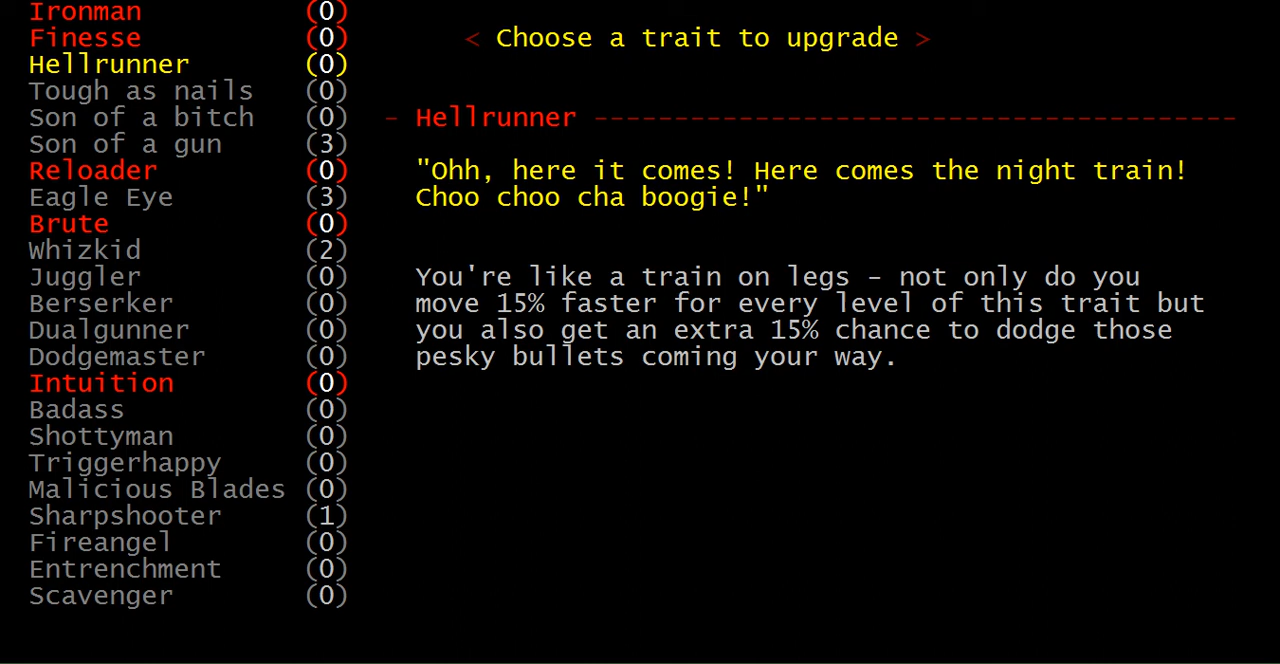 Ironman (0)
Finesse (0)
Hellrunner (0)
Tough as nails (0)
Son of a bitch (0)
Son of a gun (3)
Reloader (0)
Eagle Eye (3)
Brute (0)
Whizkid (2)
Juggler (0)
Berserker (0)
Dualgunner (0)
Dodgemaster (0)
Intuition (0)
Badass (0)
Shottyman (0)
Triggerhappy (0)
Malicious Blades (0)
Sharpshooter (1)
Fireangel (0)
Entrenchment (0)
Scavenger (0)
< Choose a trait to upgrade >
- Hellrunner ----------------------------------------
"Ohh, here it comes! Here comes the night train!
Choo choo cha boogie!"
You're like a train on legs - not only do you
move 15% faster for every level of this trait but
you also get an extra 15% chance to dodge those
pesky bullets coming your way.